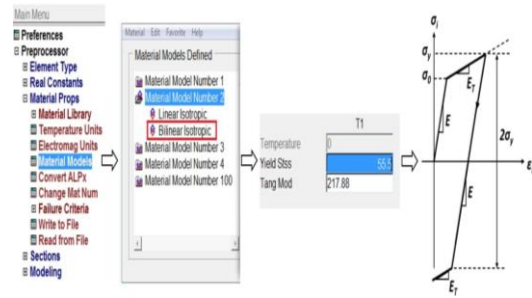 Main Menu
Preferences
Preprocessor
Element Type
Real Constants
Material Props
Material Library
Temperature Units
Electromag Units
Material Models
Convert ALPx
Change Mat Num
Failure Criteria
Write to File
Read from File
Sections
Modeling
Material Edit Favorite Help
Material Models Defined
Material Model Number 1
Material Model Number 2
Linear Isotropic
Bilinear Isotropic
Material Model Number 3
Material Model Number 4
Material Model Number 100
T1
Temperature 0
Yield Stss 55.5
Tang Mod 217.88
σi
σy
σ0
ET
E
2σy
ε
E
ET